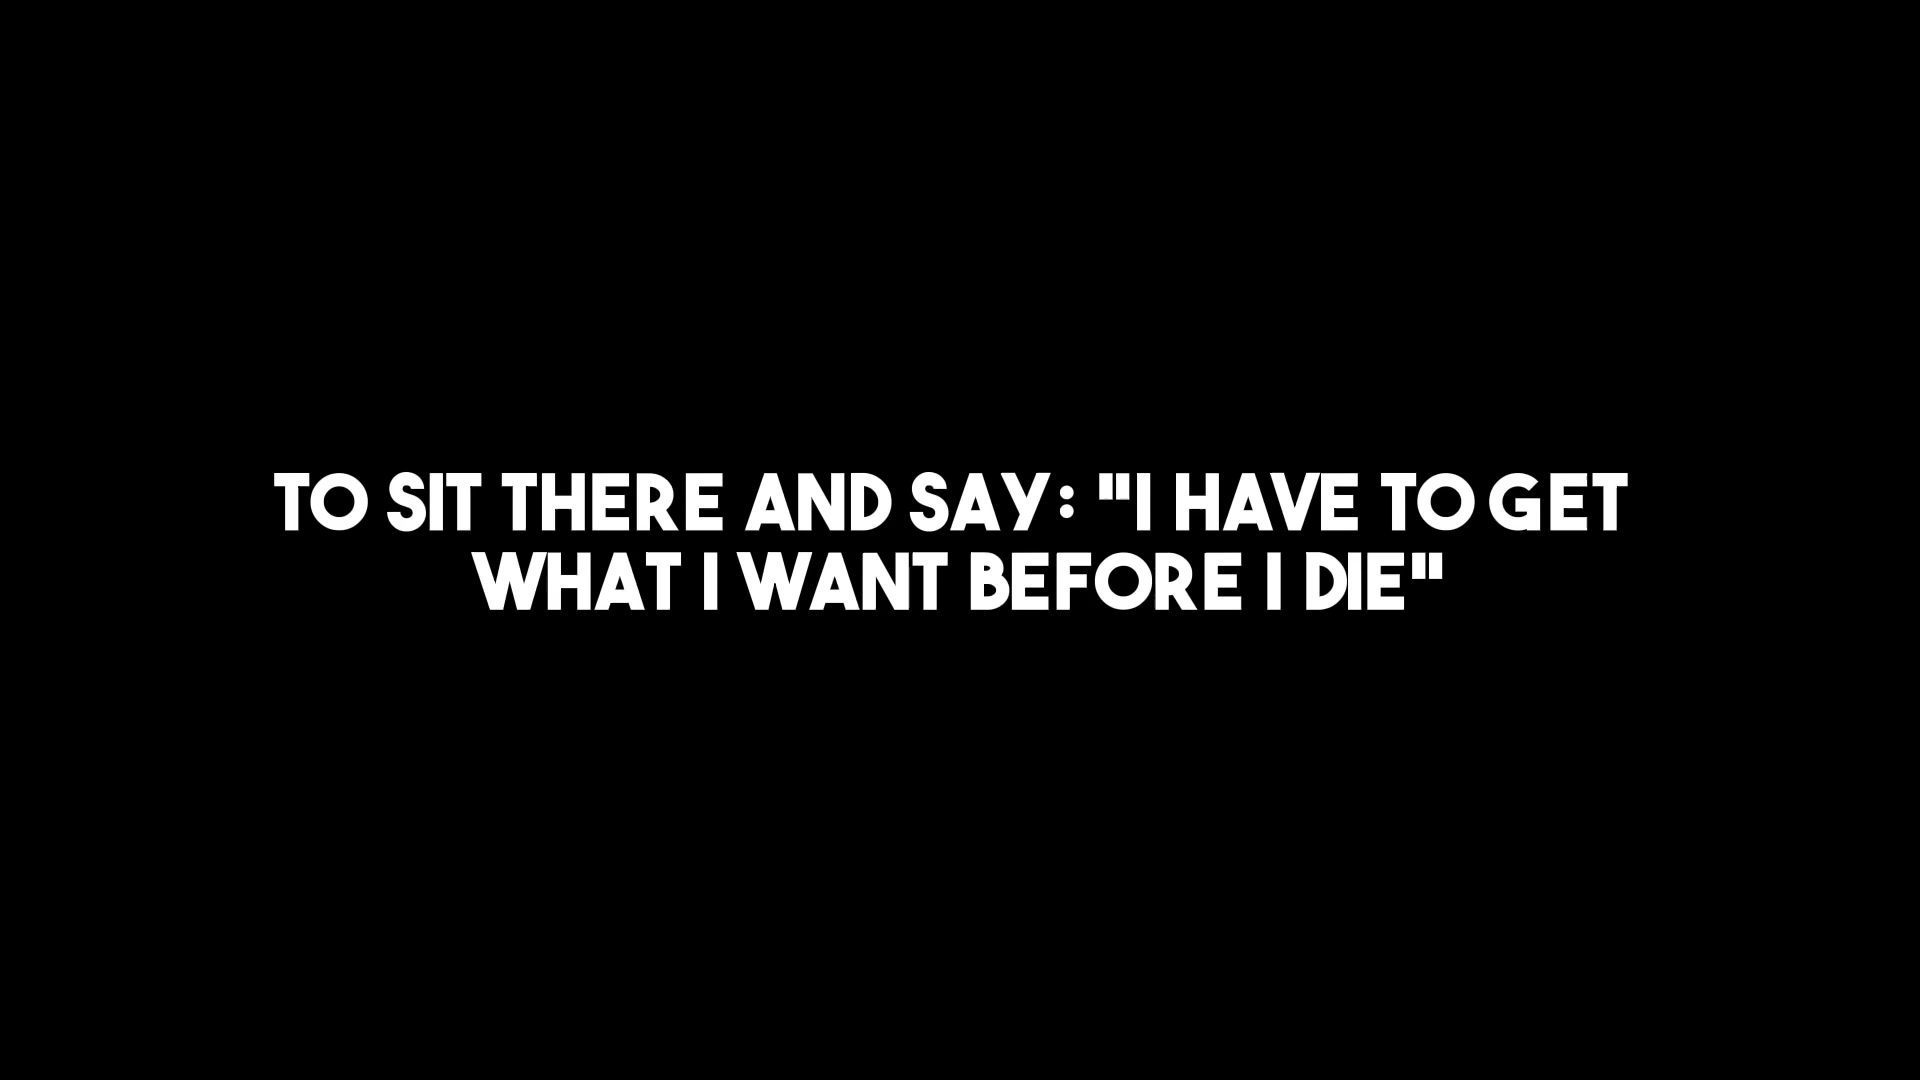 TO SIT THERE AND SAY: "I HAVE TO GET
WHAT I WANT BEFORE I DIE"